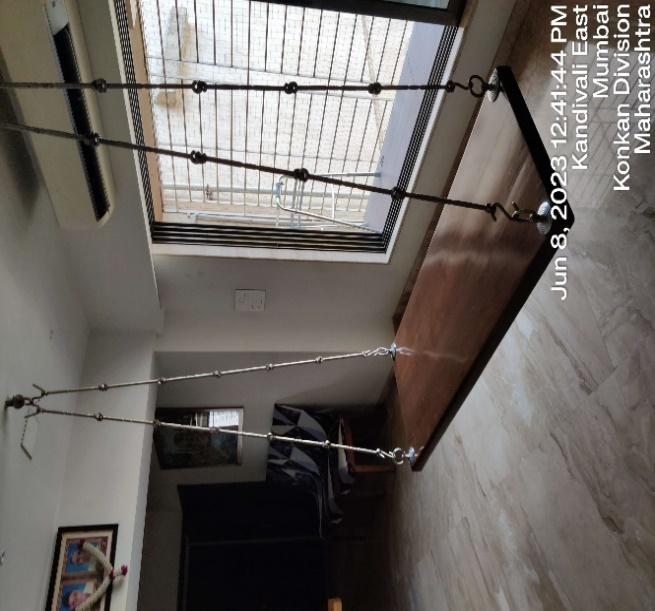 Jun 8, 2023 12:41:44 PM
Kandivali East
Mumbai
Konkan Division
Maharashtra